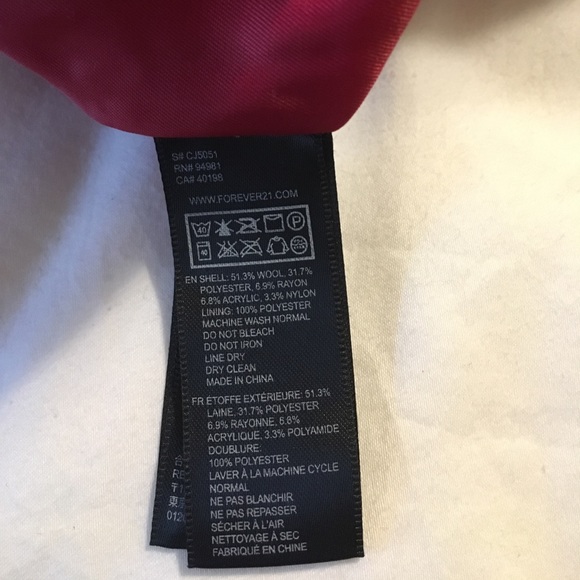 S# CJ5051
RN# 94981
CA# 40198
WWW.FOREVER21.COM
40 P
40
EN SHELL: 51.3% WOOL, 31.7%
POLYESTER, 6.9% RAYON
6.8% ACRYLIC, 3.3% NYLON
LINING: 100% POLYESTER
MACHINE WASH NORMAL
DO NOT BLEACH
DO NOT IRON
LINE DRY
DRY CLEAN
MADE IN CHINA
FR ÉTOFFE EXTÉRIEURE: 51.3%
LAINE, 31.7% POLYESTER
6.9% RAYONNE, 6.8%
ACRYLIQUE, 3.3% POLYAMIDE
DOUBLURE:
100% POLYESTER
LAVER À LA MACHINE CYCLE
NORMAL
NE PAS BLANCHIR
NE PAS REPASSER
SÉCHER À L'AIR
NETTOYAGE À SEC
FABRIQUÉ EN CHINE